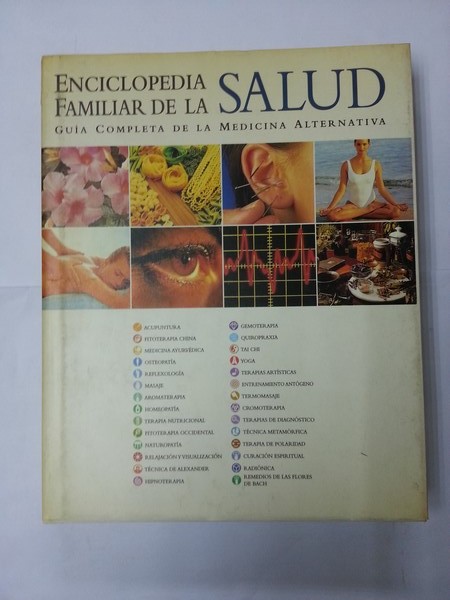 ENCICLOPEDIA
FAMILIAR DE LA SALUD
GUÍA COMPLETA DE LA MEDICINA ALTERNATIVA
ACUPUNTURA
FITOTERAPIA CHINA
MEDICINA AYURVÉDICA
OSTEOPATÍA
REFLEXOLOGÍA
MASAJE
AROMATERAPIA
HOMEOPATÍA
TERAPIA NUTRICIONAL
FITOTERAPIA OCCIDENTAL
NATUROPATÍA
RELAJACIÓN Y VISUALIZACIÓN
TÉCNICA DE ALEXANDER
HIPNOTERAPIA
GEMOTERAPIA
QUIROPRAXIA
TAI CHI
YOGA
TERAPIAS ARTÍSTICAS
ENTRENAMIENTO ANTÓGENO
TERMOMASAJE
CROMOTERAPIA
TERAPIAS DE DIAGNÓSTICO
TÉCNICA METAMÓRFICA
TERAPIA DE POLARIDAD
CURACIÓN ESPIRITUAL
RADIÓNICA
REMEDIOS DE LAS FLORES
DE BACH